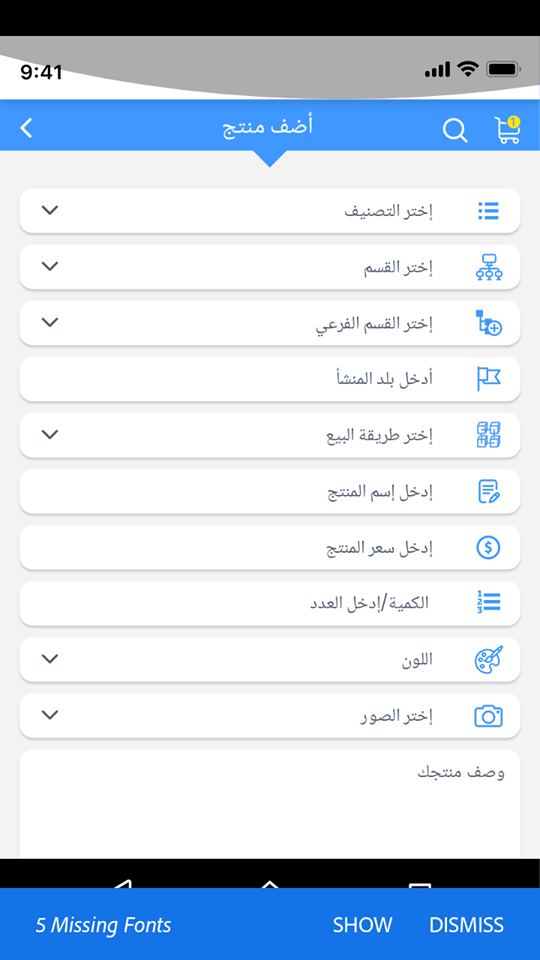 9:41
أضف منتج
1
إختر التصنيف
إختر القسم
إختر القسم الفرعي
أدخل بلد المنشأ
إختر طريقة البيع
إدخل إسم المنتج
إدخل سعر المنتج
الكمية/إدخل العدد
اللون
إختر الصور
وصف منتجك
5 Missing Fonts SHOW DISMISS